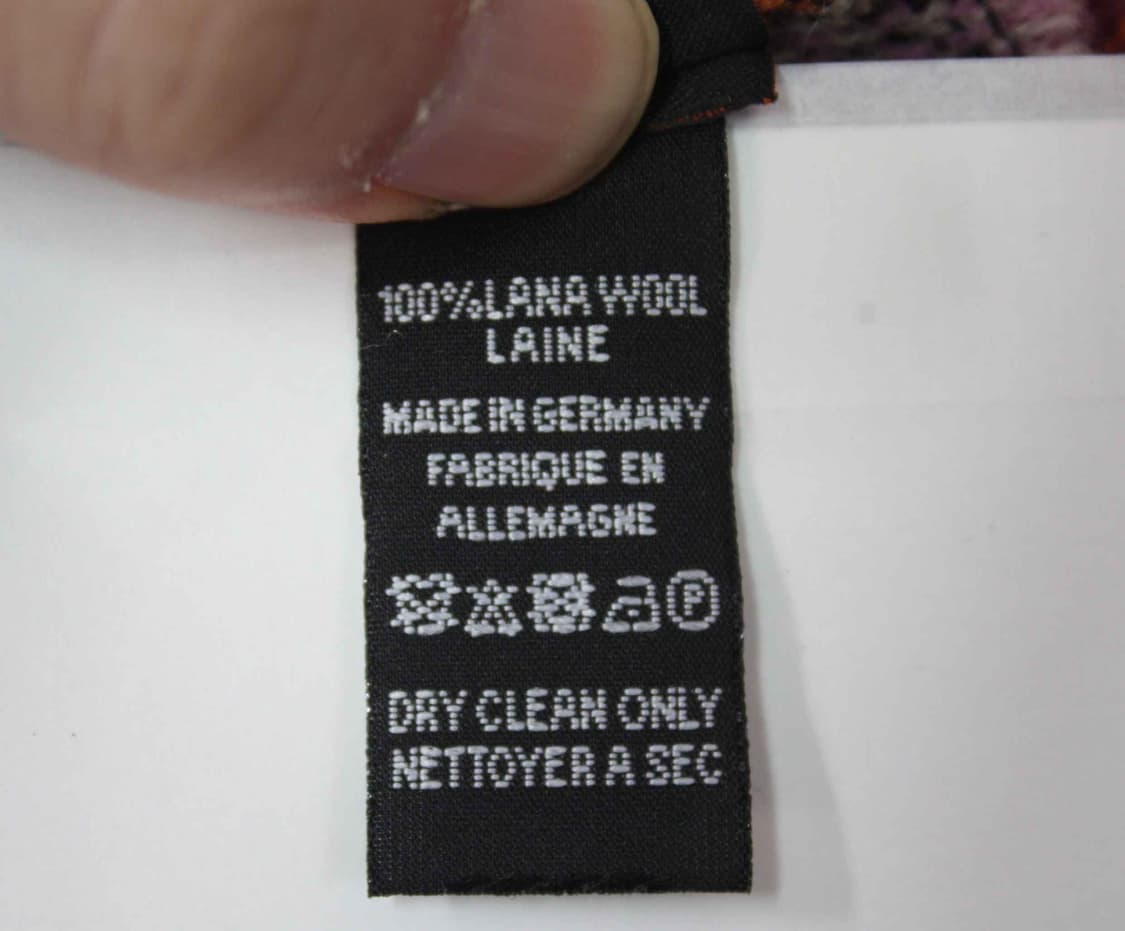 100% LANA WOOL
LAINE
MADE IN GERMANY
FABRIQUE EN
ALLEMAGNE
P
DRY CLEAN ONLY
NETTOYER A SEC